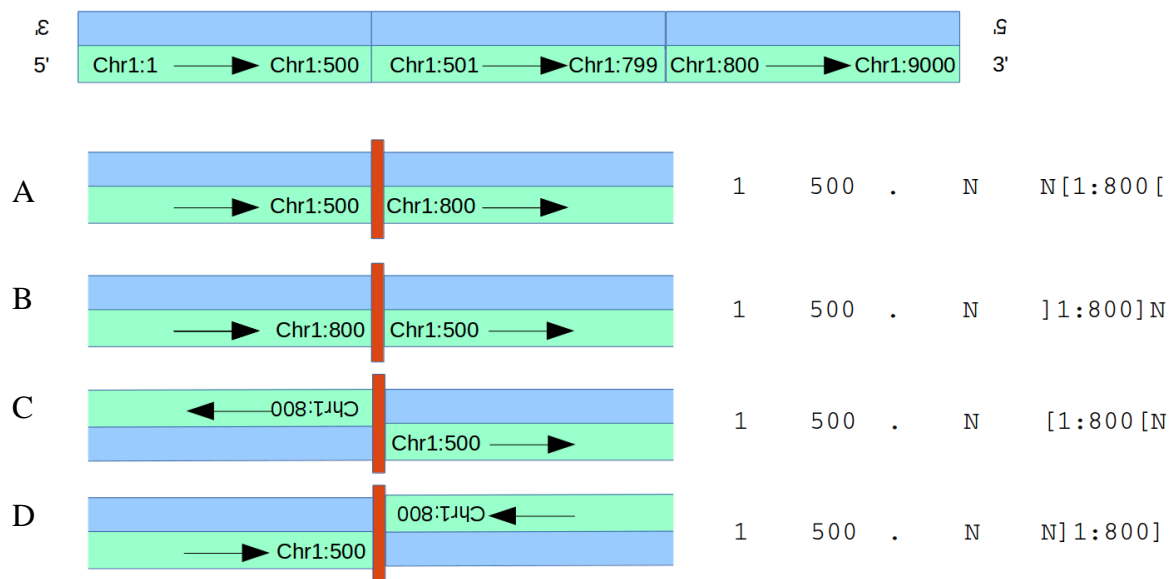 3' 5'
5' Chr1:1 Chr1:500 Chr1:501 Chr1:799 Chr1:800 Chr1:9000 3'
A Chr1:500 Chr1:800 1 500 . N N[1:800[
B Chr1:800 Chr1:500 1 500 . N ]1:800]N
C Chr1:800 Chr1:500 1 500 . N [1:800[N
D Chr1:800 Chr1:500 1 500 . N N]1:800]